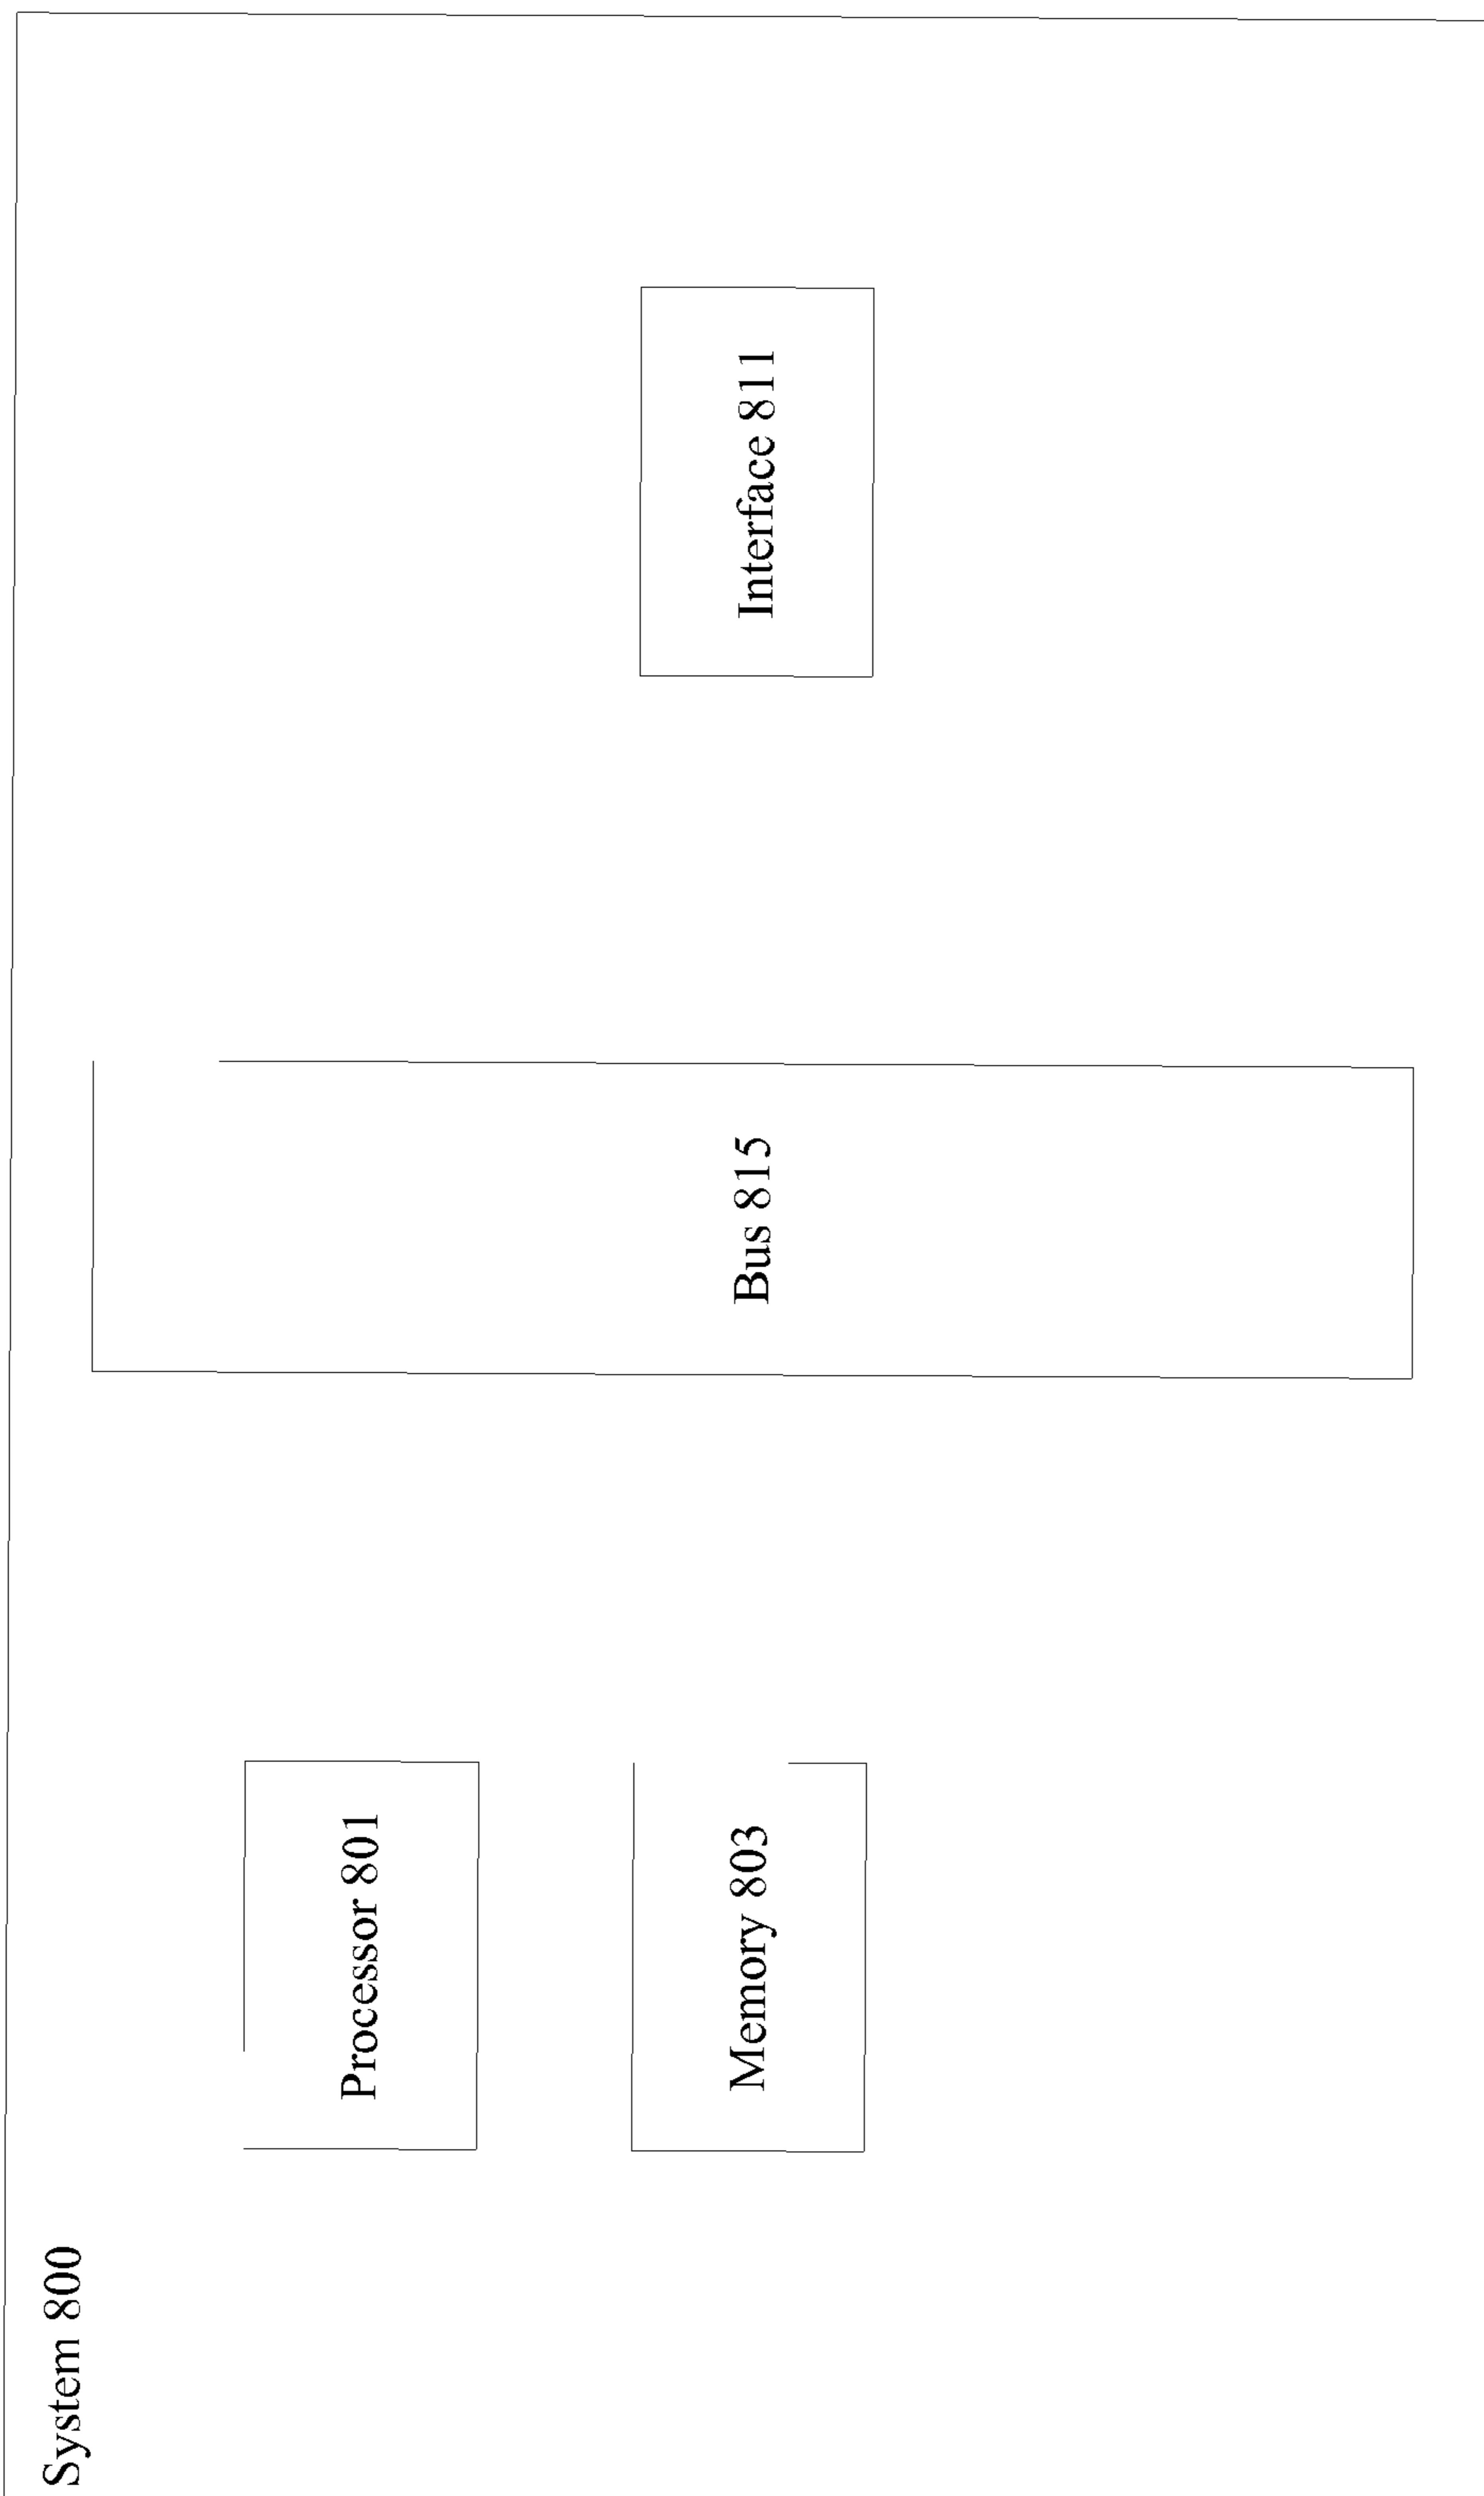 System 800
Processor 801
Memory 803
Bus 815
Interface 811